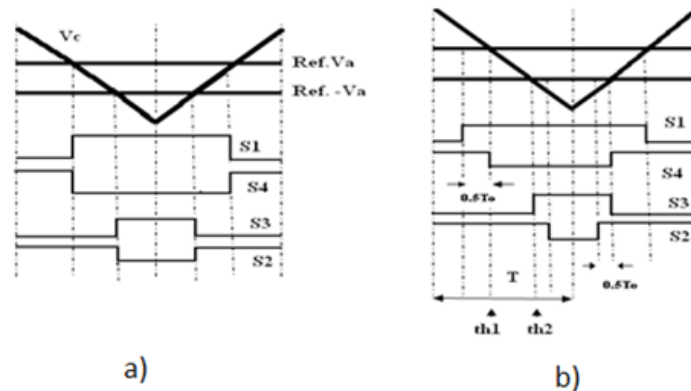 Vc
Ref.Va
Ref. -Va
S1
S4
S3
S2
a)
S1
S4
0.5To
S3
S2
T
0.5To
th1
th2
b)